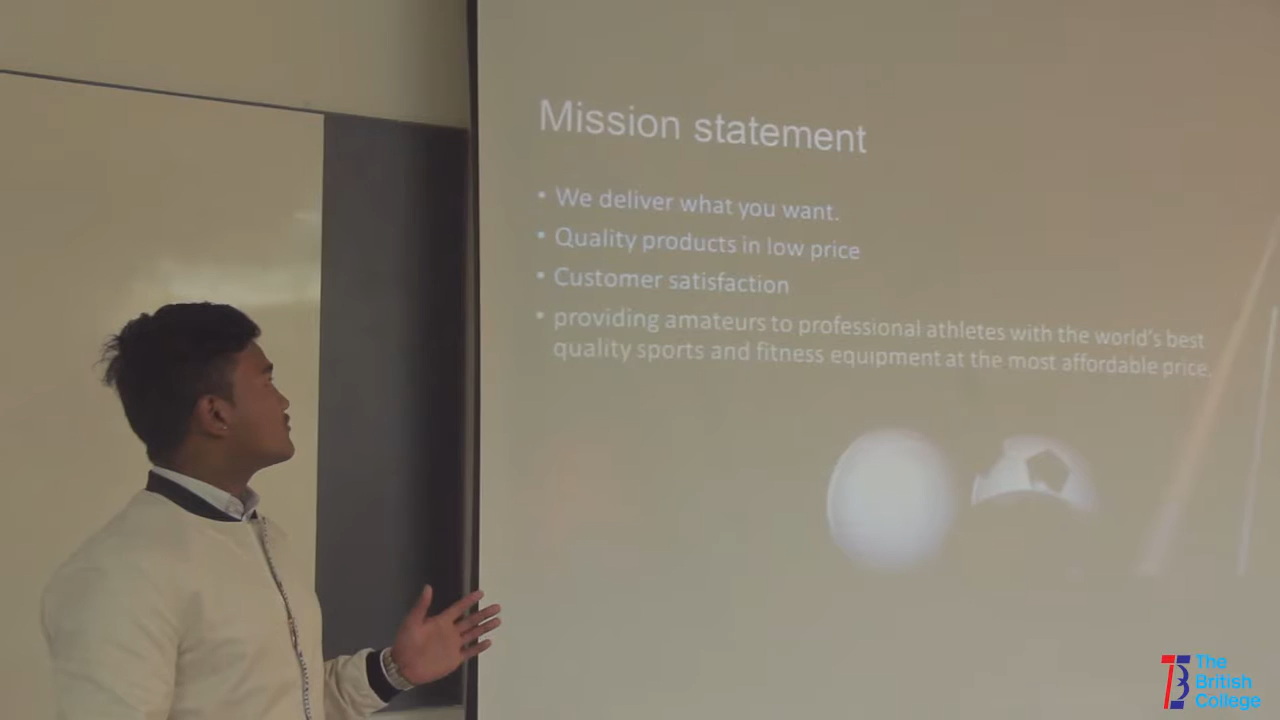 Mission statement
• We deliver what you want.
• Quality products in low price
• Customer satisfaction
• providing amateurs to professional athletes with the world's best
quality sports and fitness equipment at the most affordable price.
The
British
College